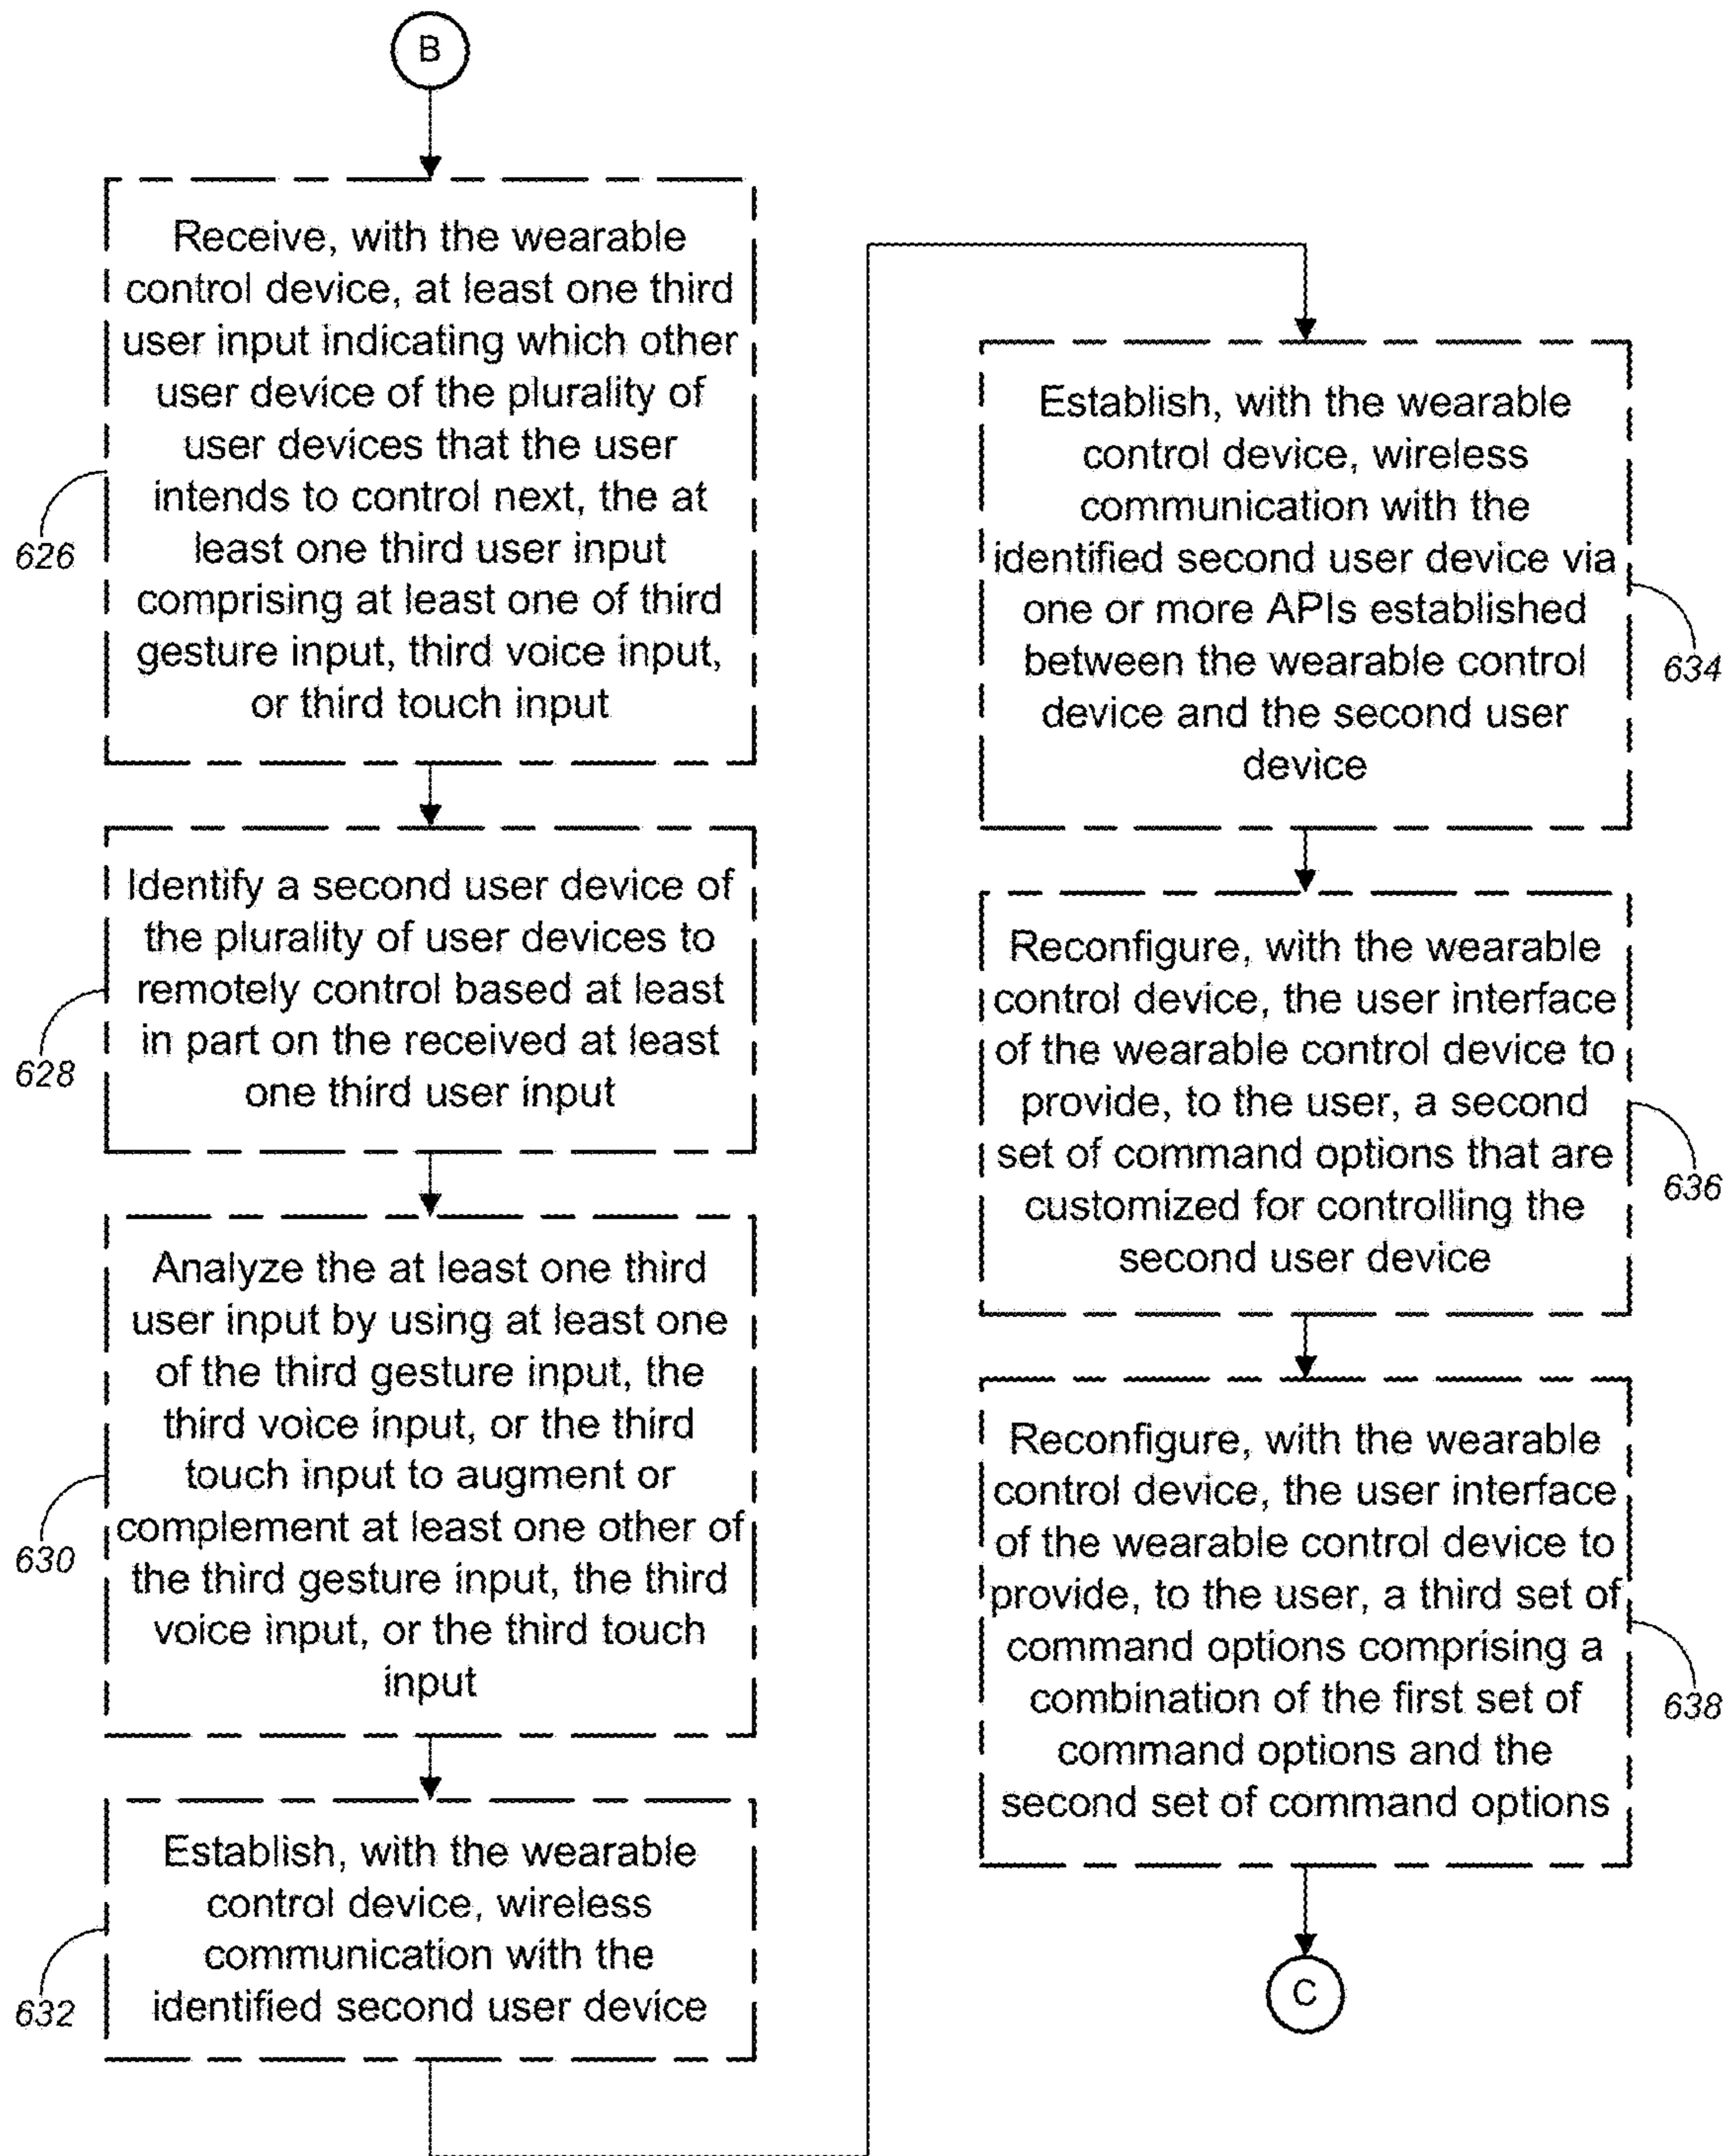 B
Receive, with the wearable
control device, at least one third
user input indicating which other
user device of the plurality of
user devices that the user
intends to control next, the at
least one third user input
comprising at least one of third
gesture input, third voice input,
or third touch input
626
Identify a second user device of
the plurality of user devices to
remotely control based at least
in part on the received at least
one third user input
628
Analyze the at least one third
user input by using at least one
of the third gesture input, the
third voice input, or the third
touch input to augment or
complement at least one other of
the third gesture input, the third
voice input, or the third touch
input
630
Establish, with the wearable
control device, wireless
communication with the
identified second user device
632
Establish, with the wearable
control device, wireless
communication with the
identified second user device via
one or more APIs established
between the wearable control
device and the second user
device
634
Reconfigure, with the wearable
control device, the user interface
of the wearable control device to
provide, to the user, a second
set of command options that are
customized for controlling the
second user device
636
Reconfigure, with the wearable
control device, the user interface
of the wearable control device to
provide, to the user, a third set of
command options comprising a
combination of the first set of
command options and the
second set of command options
638
C